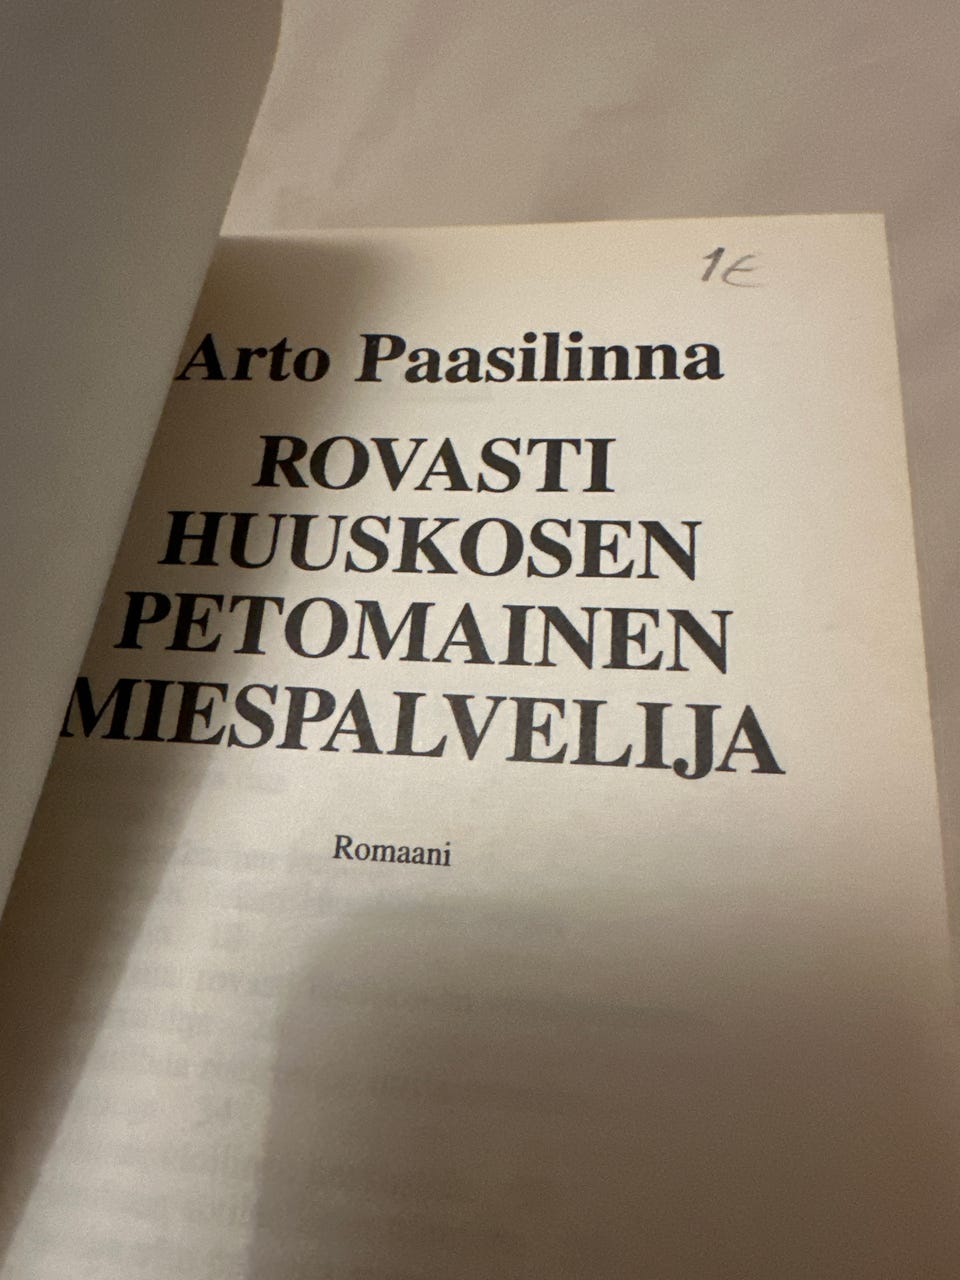 1€
Arto Paasilinna
ROVASTI
HUUSKOSEN
PETOMAINEN
MIESPALVELIJA
Romaani